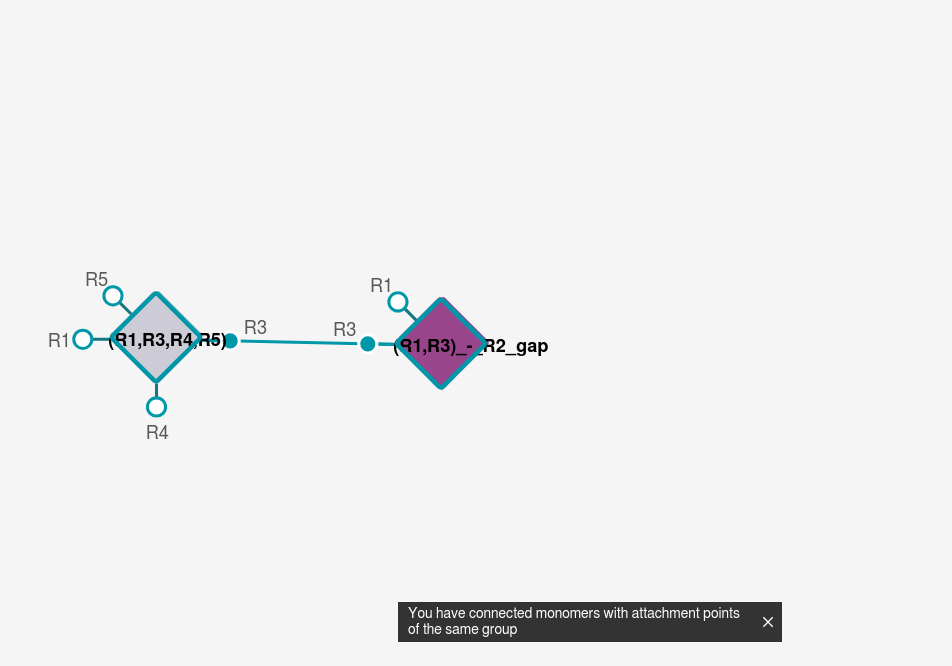 R5
R1
R1
(R1,R3,R4,R5)
R3
R3
(R1,R3)_-_R2_gap
R4
You have connected monomers with attachment points
of the same group